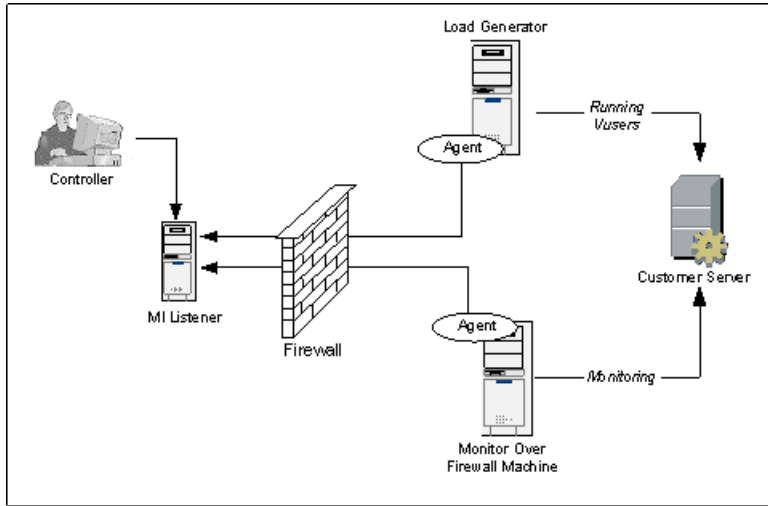 Load Generator
Running
Vusers
Agent
Controller
Customer Server
MI Listener
Agent
Firewall
Monitoring
Monitor Over
Firewall Machine